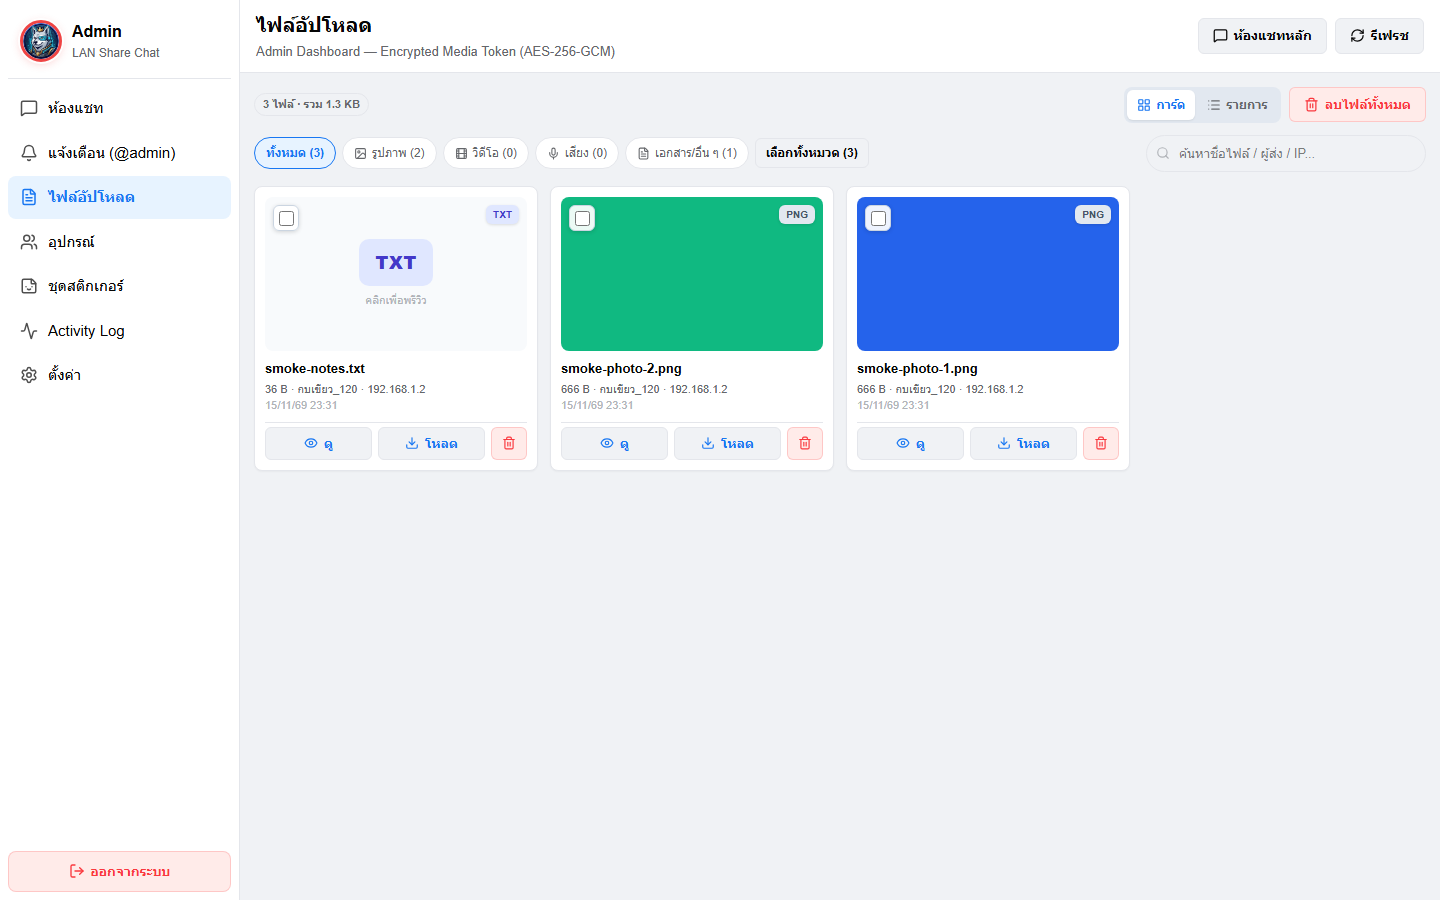 Admin
LAN Share Chat
ห้องแชท
แจ้งเตือน (@admin)
ไฟล์อัปโหลด
อุปกรณ์
ชุดสติกเกอร์
Activity Log
ตั้งค่า
ออกจากระบบ
ไฟล์อัปโหลด
Admin Dashboard — Encrypted Media Token (AES-256-GCM)
ห้องแชทหลัก
รีเฟรช
3 ไฟล์ · รวม 1.3 KB
การ์ด
รายการ
ลบไฟล์ทั้งหมด
ทั้งหมด (3)
รูปภาพ (2)
วิดีโอ (0)
เสียง (0)
เอกสาร/อื่น ๆ (1)
เลือกทั้งหมวด (3)
ค้นหาชื่อไฟล์ / ผู้ส่ง / IP...
TXT
TXT
คลิกเพื่อพรีวิว
smoke-notes.txt
36 B · กบเขียว_120 · 192.168.1.2
15/11/69 23:31
ดู
โหลด
PNG
smoke-photo-2.png
666 B · กบเขียว_120 · 192.168.1.2
15/11/69 23:31
ดู
โหลด
PNG
smoke-photo-1.png
666 B · กบเขียว_120 · 192.168.1.2
15/11/69 23:31
ดู
โหลด